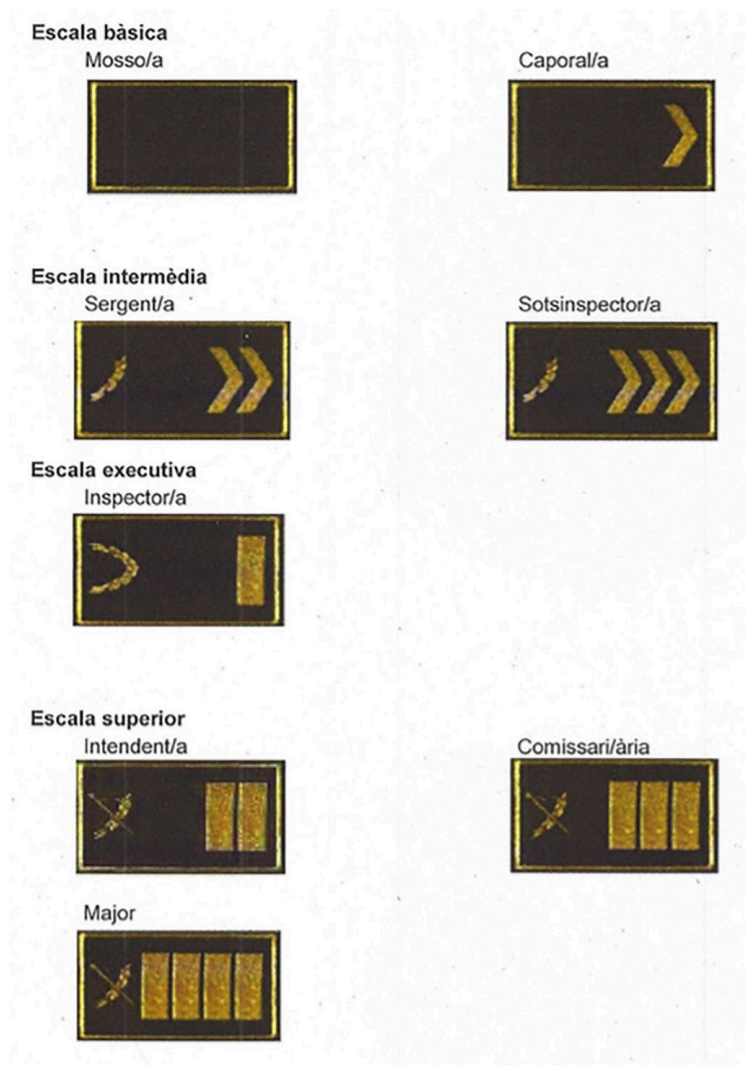 Escala bàsica
Mosso/a
Caporal/a
Escala intermèdia
Sergent/a
Sotsinspector/a
Escala executiva
Inspector/a
Escala superior
Intendent/a
Comissari/ària
Major